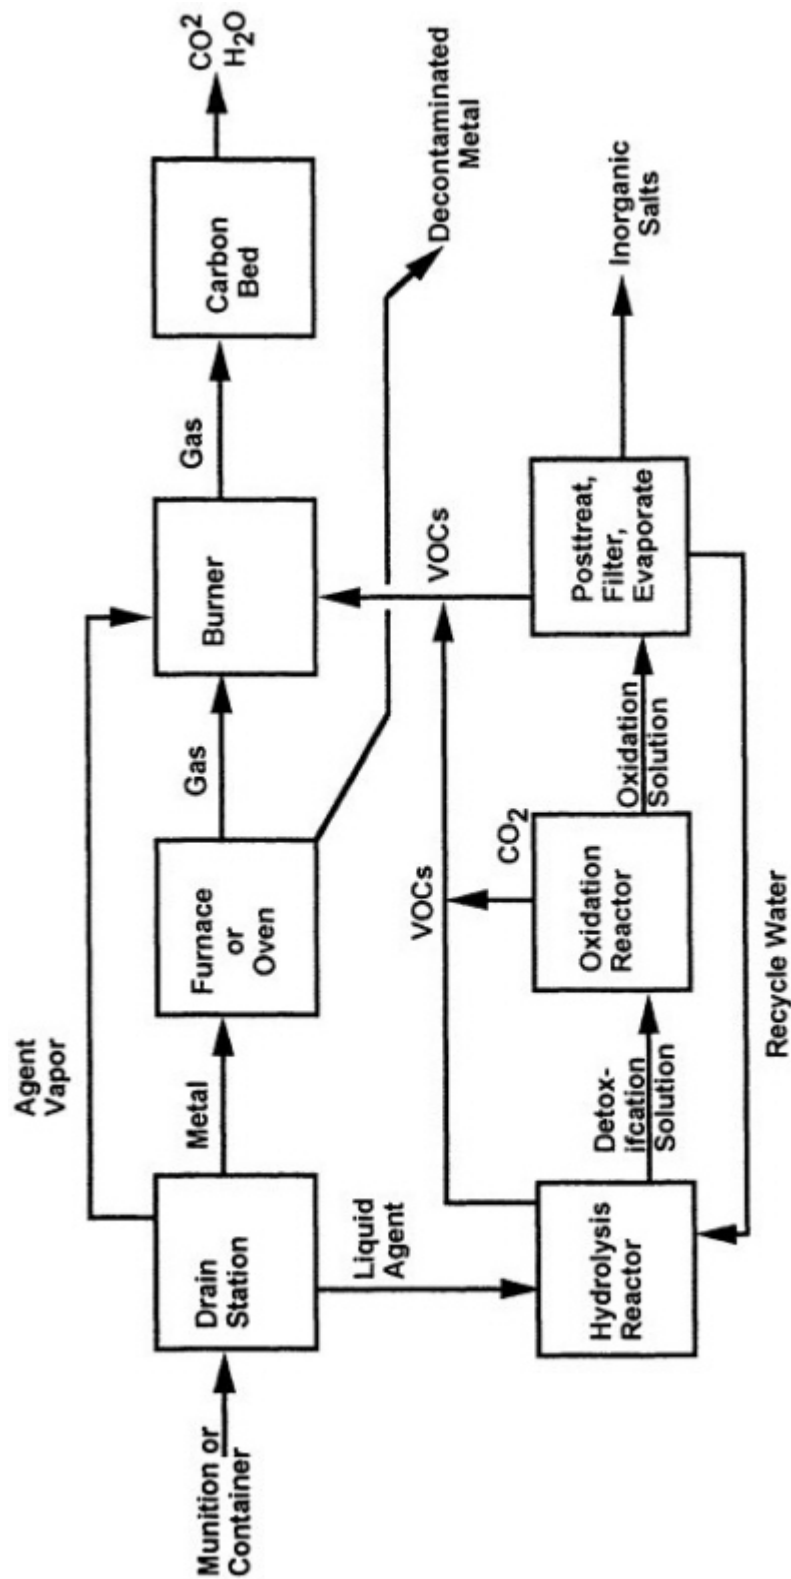 Munition or
Container
Drain
Station
Agent
Vapor
Metal
Furnace
or
Oven
Gas
Burner
Gas
Carbon
Bed
CO²
H₂O
Decontaminated
Metal
Liquid
Agent
Hydrolysis
Reactor
VOCs
Detox-
ifcation
Solution
Oxidation
Reactor
CO₂
Oxidation
Solution
VOCs
Posttreat,
Filter,
Evaporate
Inorganic
Salts
Recycle Water